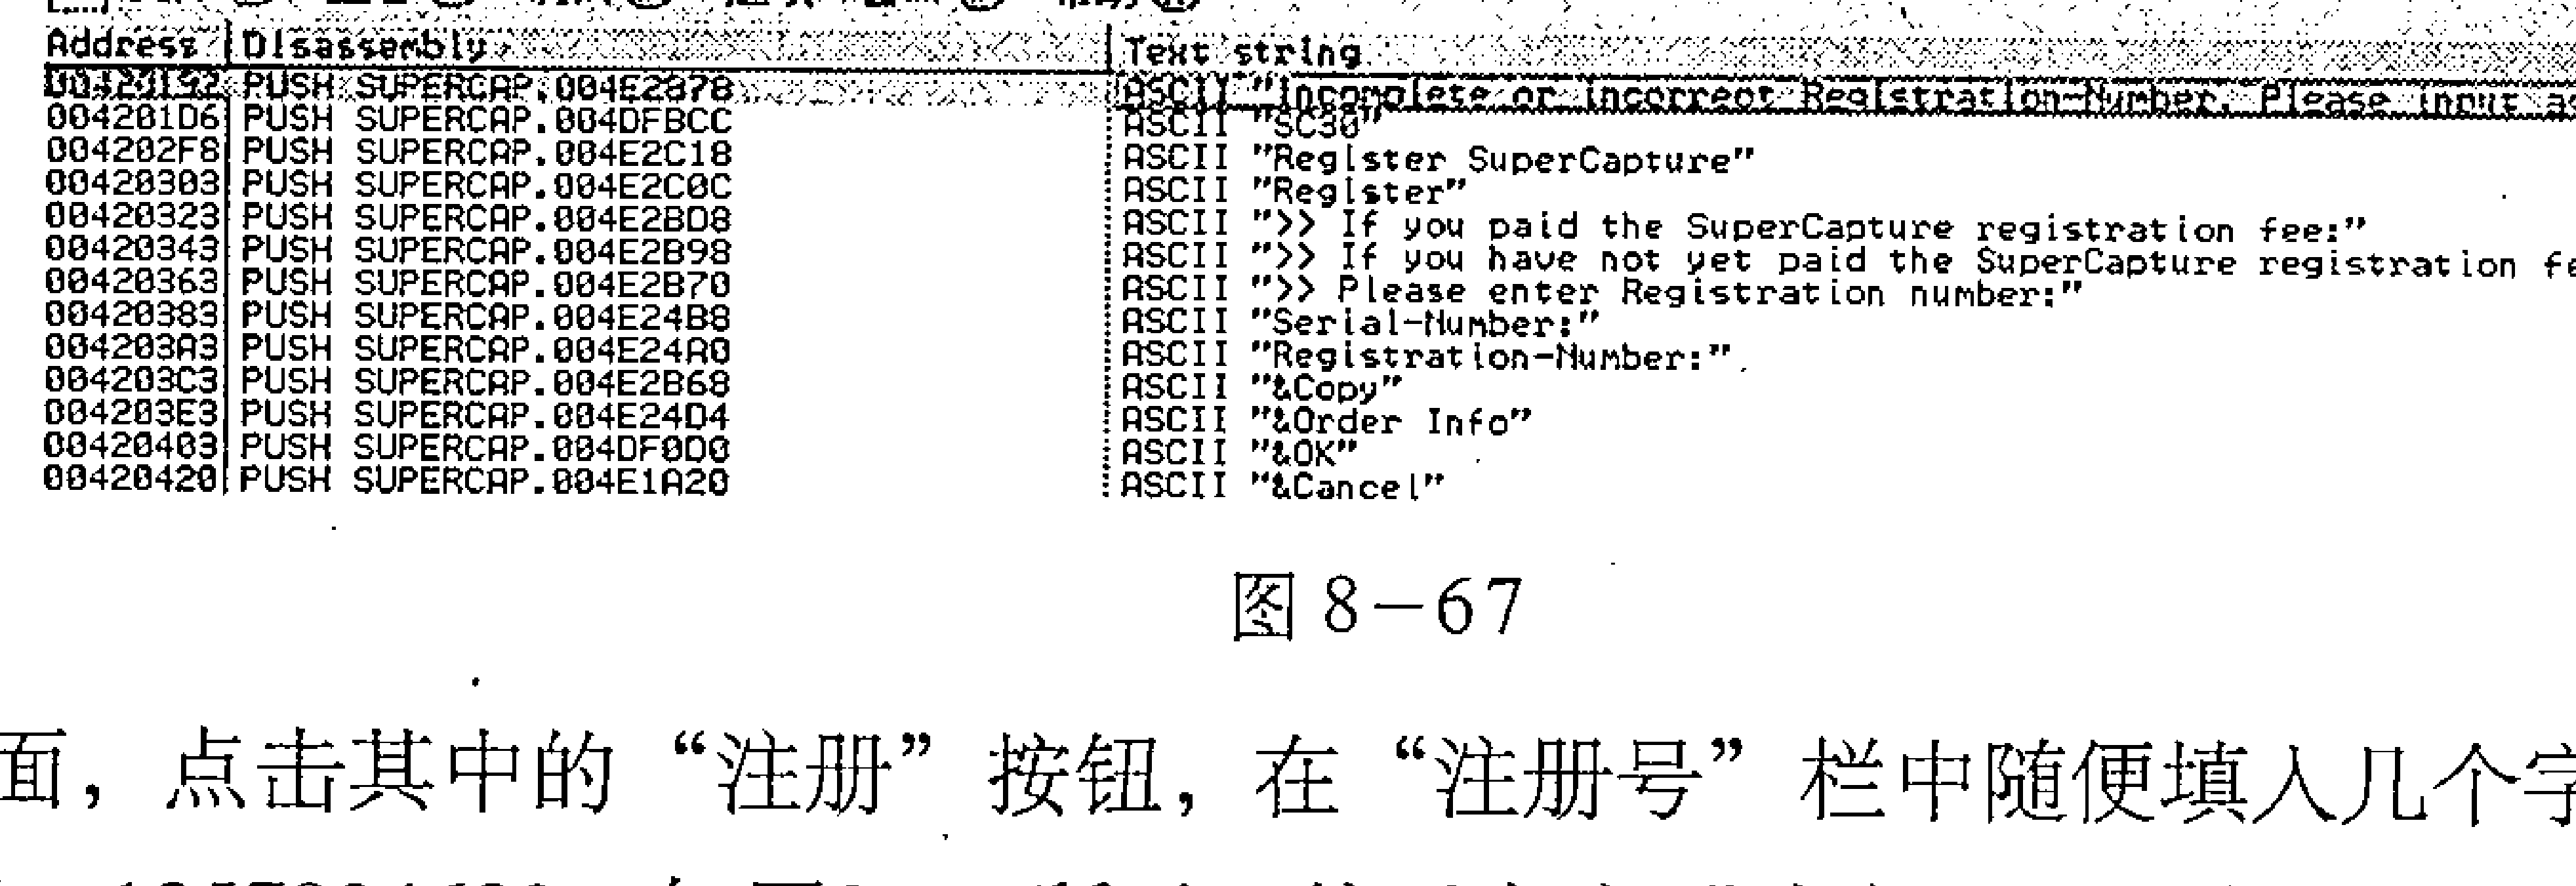 Address Disassembly Text string
00420192 PUSH SUPERCAP.004E2878 ASCII "Incomplete or incorrect Registration-Number. Please input as
004201D6 PUSH SUPERCAP.004DFBCC ASCII "SC30"
004202F8 PUSH SUPERCAP.004E2C18 ASCII "Register SuperCapture"
00420303 PUSH SUPERCAP.004E2C0C ASCII "Register"
00420323 PUSH SUPERCAP.004E2BD8 ASCII ">> If you paid the SuperCapture registration fee:"
00420343 PUSH SUPERCAP.004E2B98 ASCII ">> If you have not yet paid the SuperCapture registration fe
00420363 PUSH SUPERCAP.004E2B70 ASCII ">> Please enter Registration number:"
00420383 PUSH SUPERCAP.004E24B8 ASCII "Serial-Number:"
004203A3 PUSH SUPERCAP.004E24A0 ASCII "Registration-Number:"
004203C3 PUSH SUPERCAP.004E2B68 ASCII "&Copy"
004203E3 PUSH SUPERCAP.004E24D4 ASCII "&Order Info"
00420403 PUSH SUPERCAP.004DF0D0 ASCII "&OK"
00420420 PUSH SUPERCAP.004E1A20 ASCII "&Cancel"
图 8-67
面，点击其中的“注册”按钮，在“注册号”栏中随便填入几个字